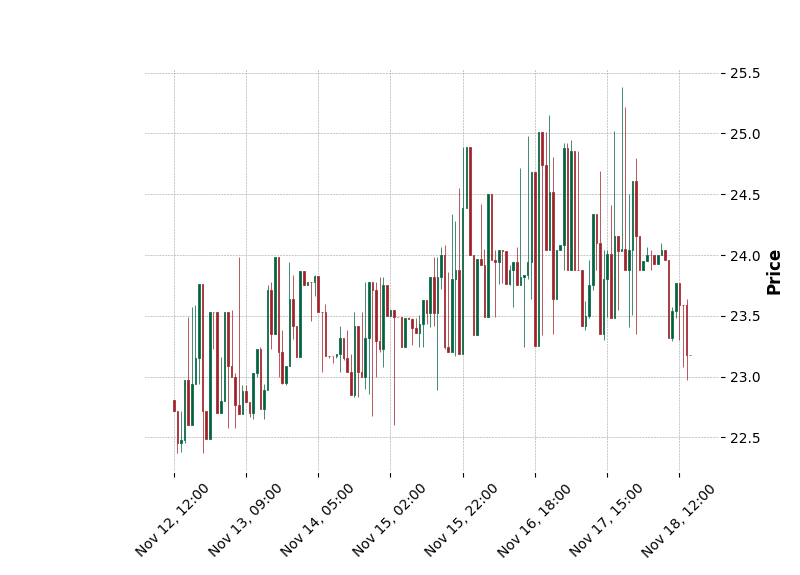 25.5
25.0
24.5
24.0
23.5
23.0
22.5
Price
Nov 12, 12:00
Nov 13, 09:00
Nov 14, 05:00
Nov 15, 02:00
Nov 15, 22:00
Nov 16, 18:00
Nov 17, 15:00
Nov 18, 12:00